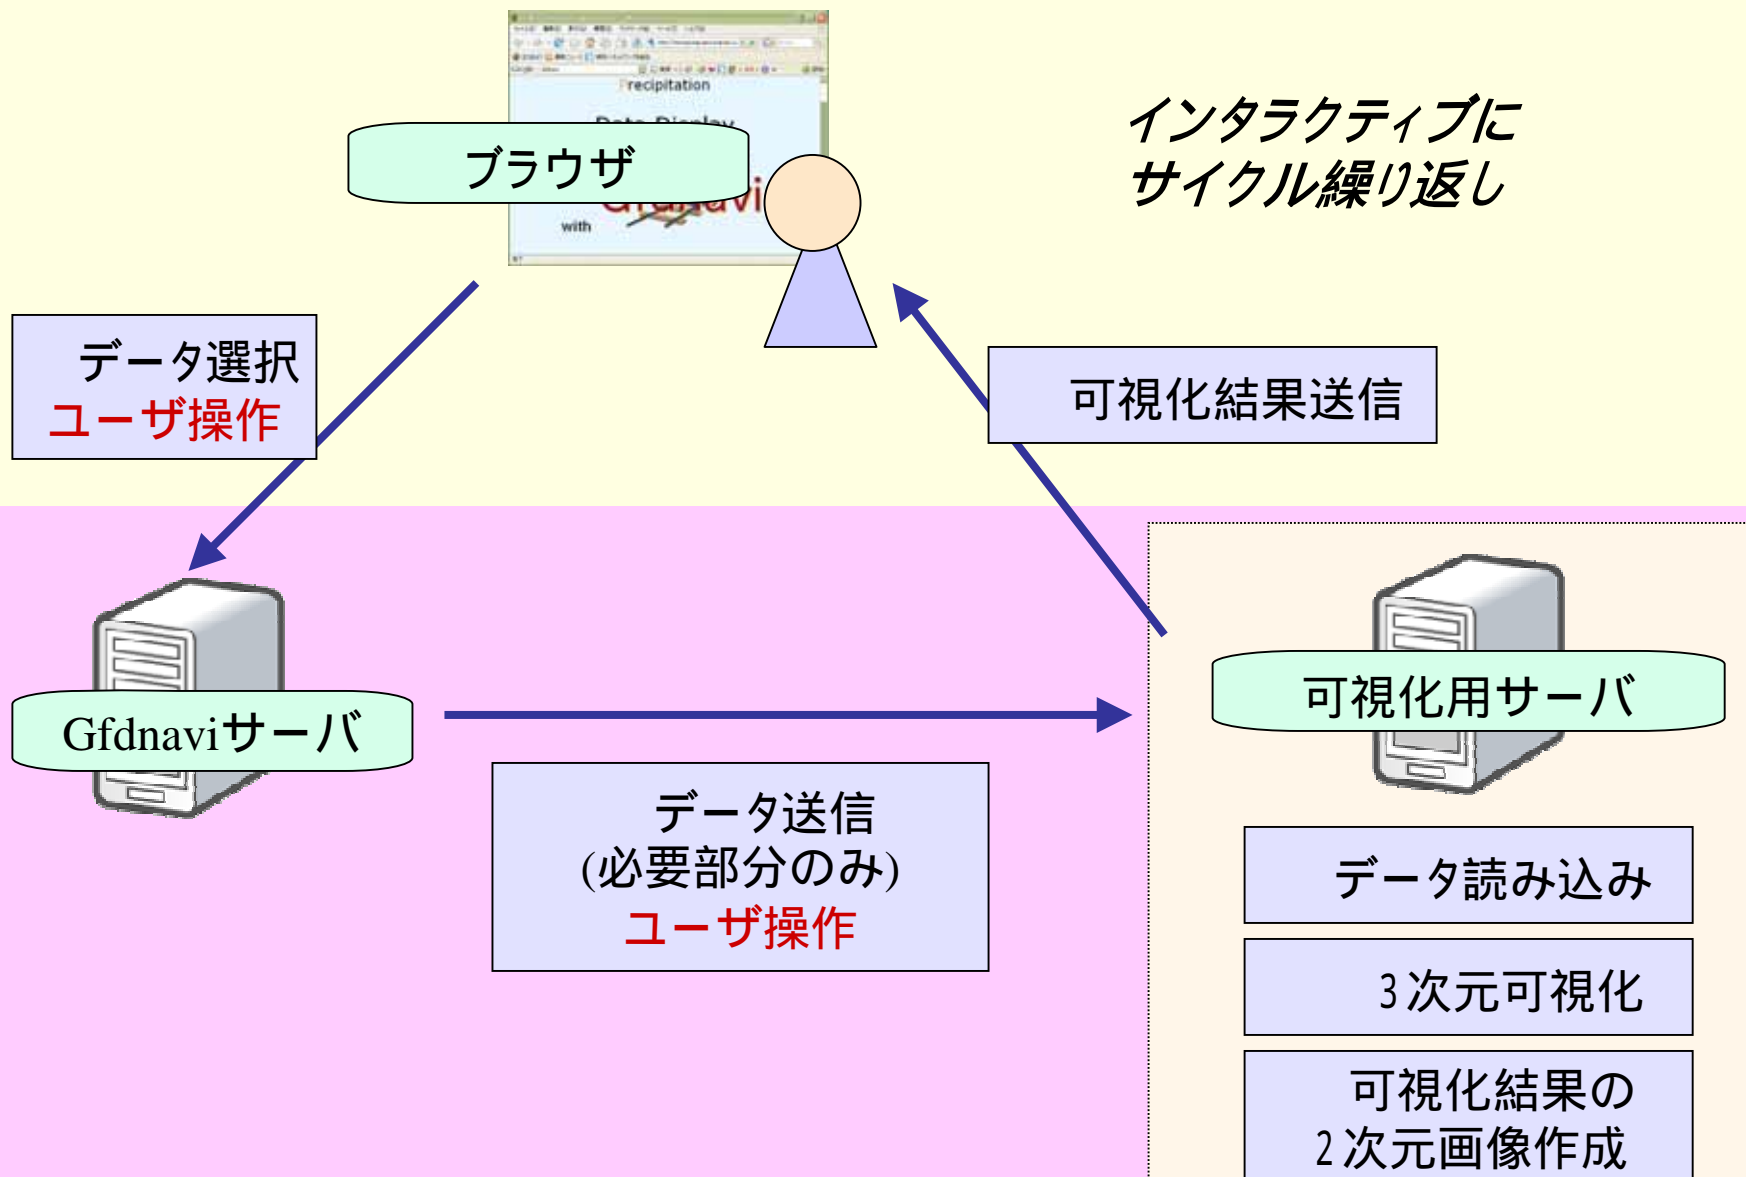 recipitation
ブラウザ
with
インタラクティブに
サイクル繰り返し
データ選択
ユーザ操作
可視化結果送信
Gfdnaviサーバ
可視化用サーバ
データ送信
(必要部分のみ)
ユーザ操作
データ読み込み
3次元可視化
可視化結果の
2次元画像作成